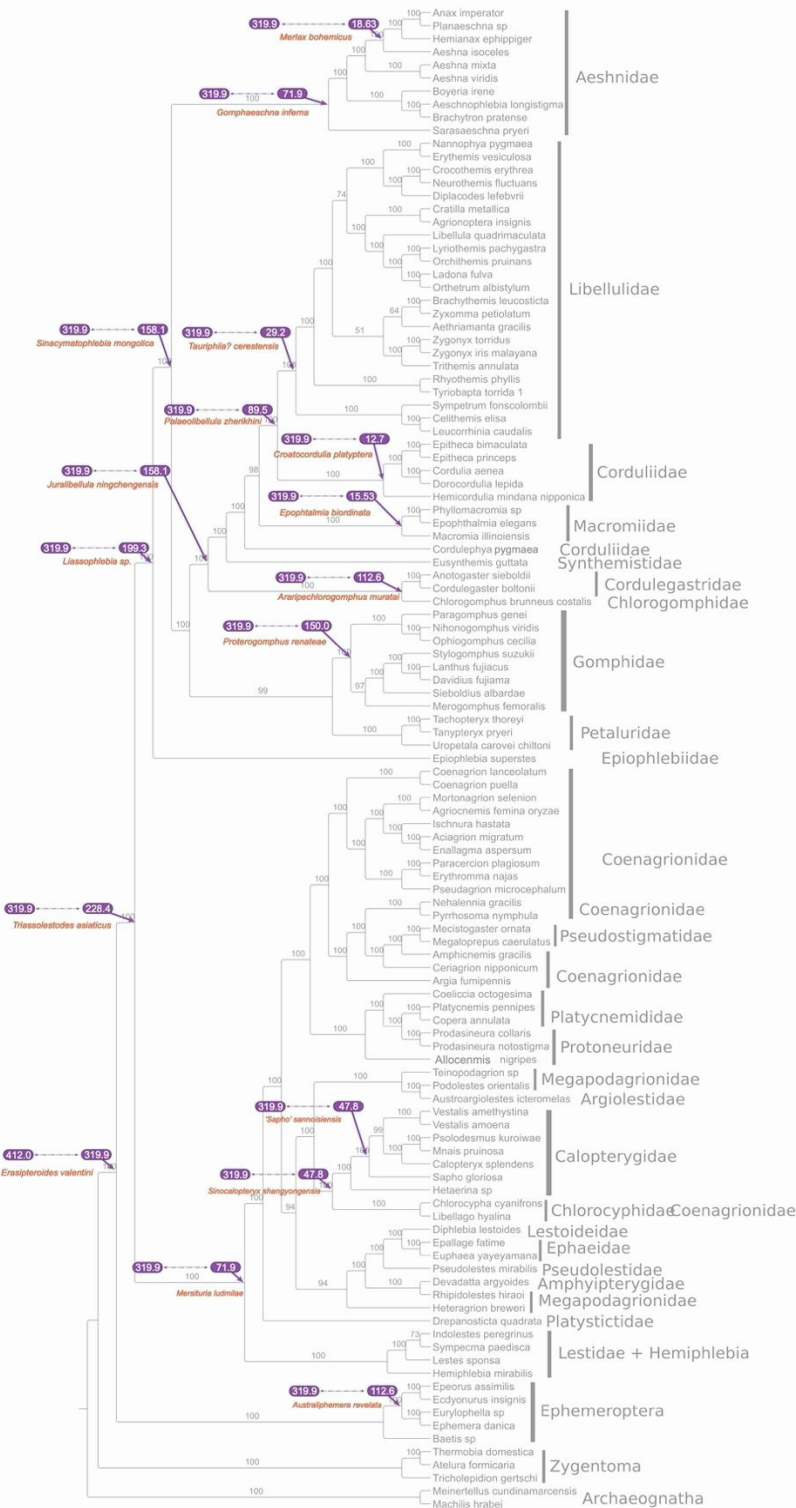 Anax imperator
319.9 18.63
Planaeschna sp
Merlax bohemicus
Hemianax ephippiger
Aeshna isoceles
Aeshna mixta
Aeshna viridis
Aeshnidae
319.9 71.9
Boyeria irene
Aeschnophlebia longistigma
Gomphaeschna inferna
Brachytron pratense
Sarasaeschna pryeri
Nannophya pygmaea
Erythemis vesiculosa
Crocothemis erythrea
Neurothemis fluctuans
Diplacodes lefebvrii
Cratilla metallica
Agrionoptera insignis
Libellula quadrimaculata
Lyriothemis pachygastra
Orchithemis pruinans
Ladona fulva
Orthetrum albistylum
Libellulidae
Brachythemis leucosticta
Zyxomma petiolatum
Aethriamanta gracilis
319.9 158.1
Sinacymatophlebia mongolica
319.9 29.2
Tauriphila? cerestensis
Zygonyx torridus
Zygonyx iris malayana
Trithemis annulata
Rhyothemis phyllis
Tyriobapta torrida 1
319.9 89.5
Palaeolibellula zherikhini
Sympetrum fonscolombii
Celithemis elisa
Leucorrhinia caudalis
319.9 12.7
Croatocordulia platyptera
Epitheca bimaculata
Epitheca princeps
Cordulia aenea
Dorocordulia lepida
Hemicordulia mindana nipponica
Corduliidae
319.9 158.1
Juralibellula ningchengensis
319.9 15.53
Epophtalmia biordinata
Phyllomacromia sp
Epophthalmia elegans
Macromia illinoiensis
Macromiidae
Cordulephya pygmaea Corduliidae
319.9 199.3
Liassophlebia sp.
Eusynthemis guttata Synthemistidae
319.9 112.6
Araripechlorogomphus muratai
Anotogaster sieboldii
Cordulegaster boltonii
Cordulegastridae
Chlorogomphus brunneus costalis Chlorogomphidae
319.9 150.0
Proterogomphus renateae
Paragomphus genei
Nihonogomphus viridis
Ophiogomphus cecilia
Stylogomphus suzukii
Lanthus fujiacus
Davidius fujiama
Sieboldius albardae
Merogomphus femoralis
Gomphidae
Tachopteryx thoreyi
Tanypteryx pryeri
Uropetala carovei chiltoni
Petaluridae
Epiophlebia superstes Epiophlebiidae
Coenagrion lanceolatum
Coenagrion puella
Mortonagrion selenion
Agriocnemis femina oryzae
Ischnura hastata
Aciagrion migratum
Enallagma aspersum
Paracercion plagiosum
Erythromma najas
Pseudagrion microcephalum
Coenagrionidae
Nehalennia gracilis
Pyrrhosoma nymphula
Coenagrionidae
319.9 228.4
Triassolestodes asiaticus
Mecistogaster ornata
Megaloprepus caerulatus
Pseudostigmatidae
Amphicnemis gracilis
Ceriagrion nipponicum
Argia fumipennis
Coenagrionidae
Coeliccia octogesima
Platycnemis pennipes
Copera annulata
Platycnemididae
Prodasineura collaris
Prodasineura notostigma
Allocenmis nigripes
Protoneuridae
Teinopodagrion sp
Podolestes orientalis
Megapodagrionidae
Austroargiolestes icteromelas Argiolestidae
319.9 47.8
'Sapho' sannoisiensis
Vestalis amethystina
Vestalis amoena
Psolodesmus kuroiwae
Mnais pruinosa
Calopteryx splendens
Sapho gloriosa
Hetaerina sp
Calopterygidae
412.0 319.9
Erasipteroides valentini
319.9 47.8
Sinocalopteryx shangyongensis
Chlorocypha cyanifrons
Libellago hyalina
Chlorocyphidae Coenagrionidae
Diphlebia lestoides Lestoideidae
Epallage fatime
Euphaea yayeyamana
Ephaeidae
Pseudolestes mirabilis Pseudolestidae
319.9 71.9
Mersituria ludmilae
Devadatta argyoides Amphyipterygidae
Rhipidolestes hiraoi
Heteragrion breweri
Megapodagrionidae
Drepanosticta quadrata Platystictidae
Indolestes peregrinus
Sympecma paedisca
Lestes sponsa
Hemiphlebia mirabilis
Lestidae + Hemiphlebia
319.9 112.6
Australiphemera revelata
Epeorus assimilis
Ecdyonurus insignis
Eurylophella sp
Ephemera danica
Baetis sp
Ephemeroptera
Thermobia domestica
Atelura formicaria
Tricholepidion gertschi
Zygentoma
Meinertellus cundinamarcensis
Machilis hrabei
Archaeognatha